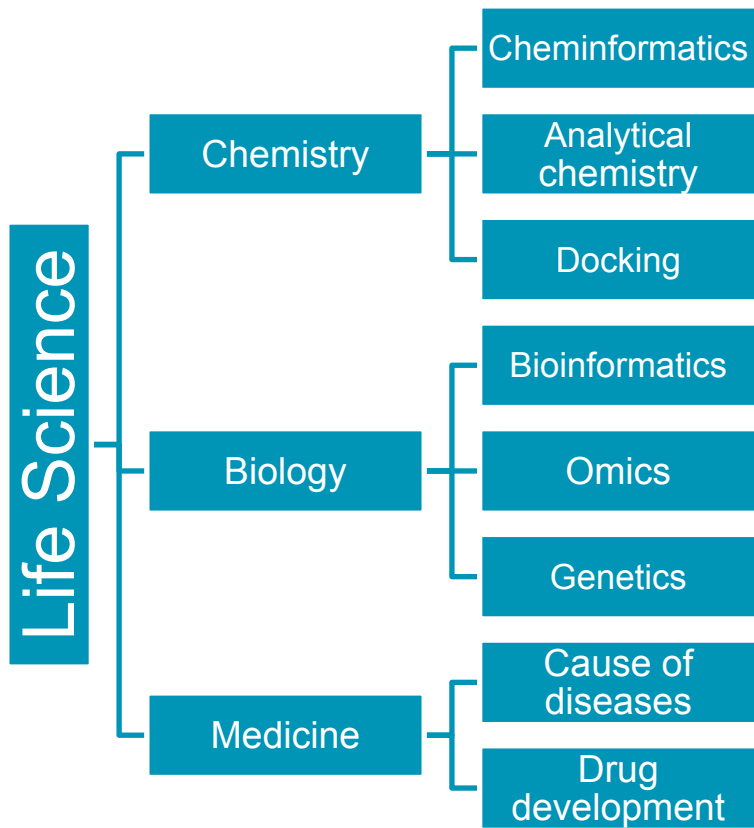 Life Science
Chemistry
Cheminformatics
Analytical
chemistry
Docking
Biology
Bioinformatics
Omics
Genetics
Medicine
Cause of
diseases
Drug
development